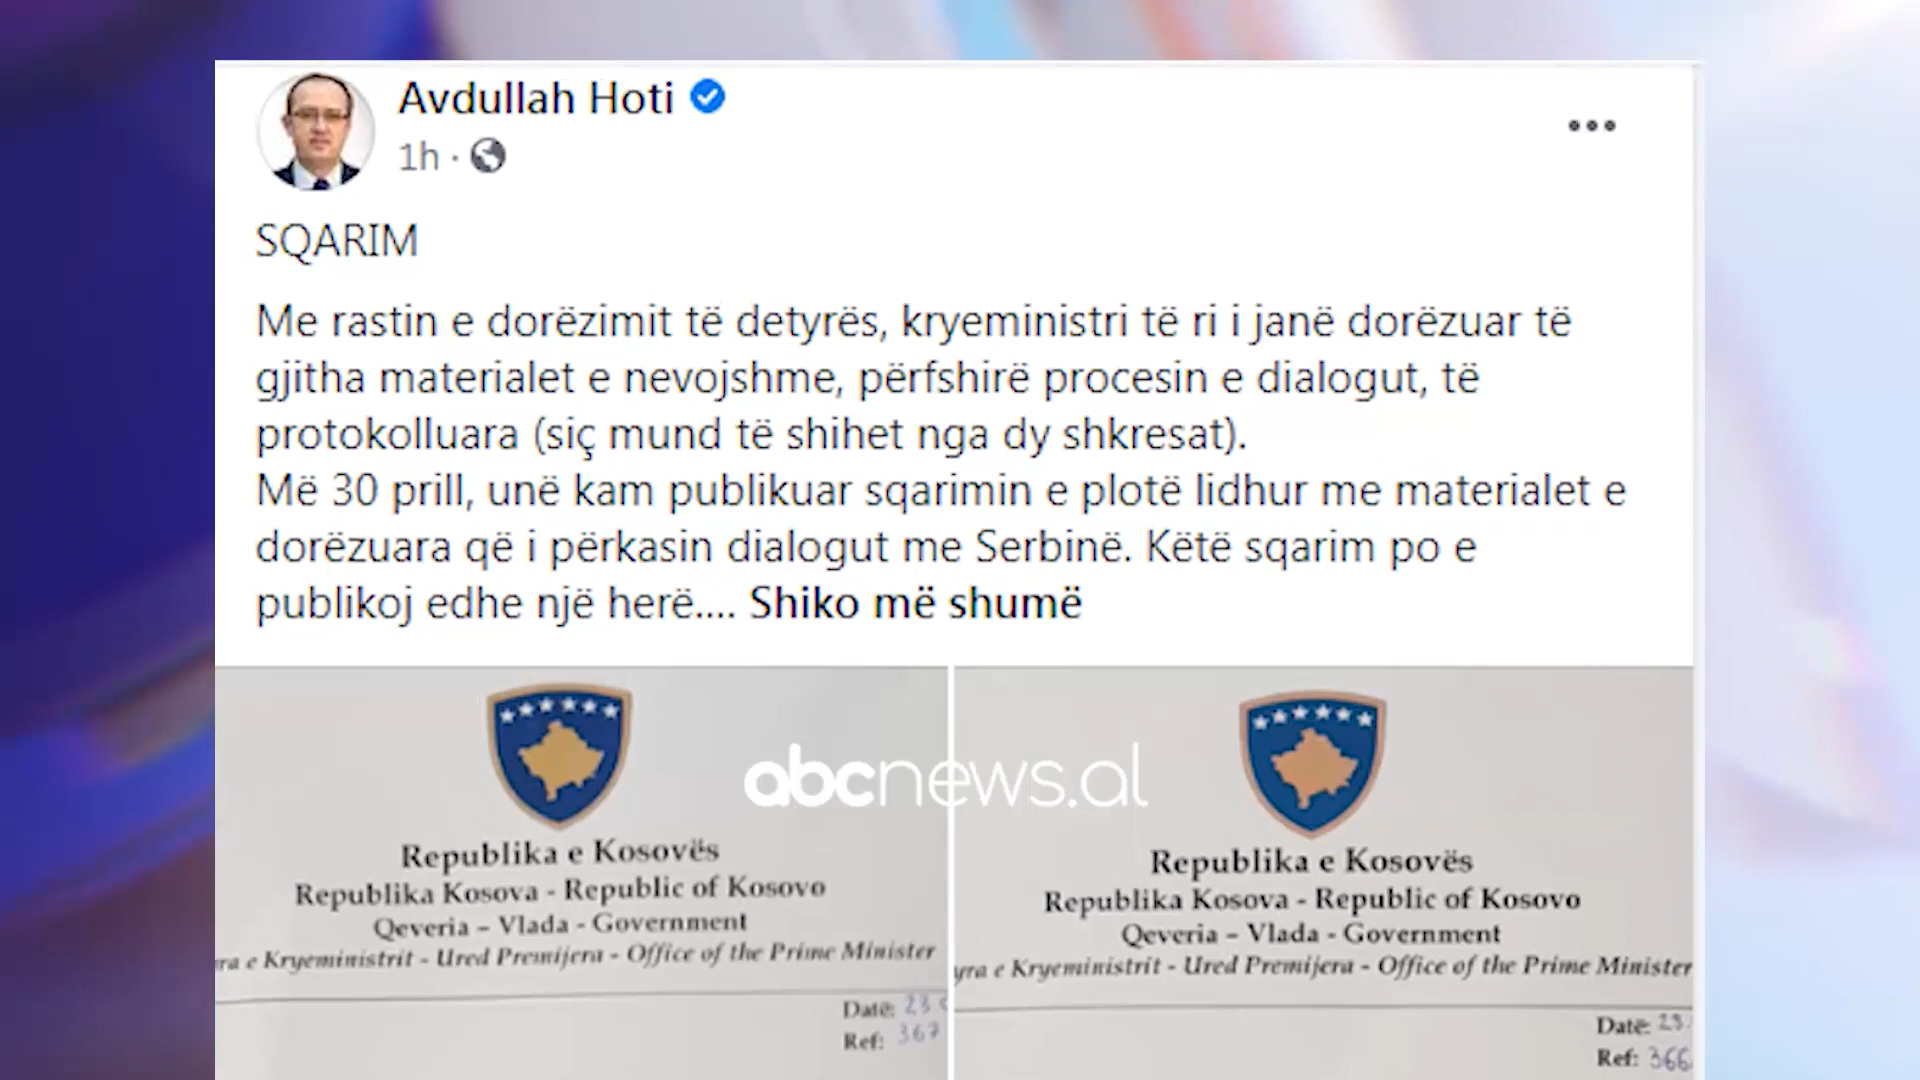 Avdullah Hoti
1h ·
SQARIM
Me rastin e dorëzimit të detyrës, kryeministri të ri i janë dorëzuar të
gjitha materialet e nevojshme, përfshirë procesin e dialogut, të
protokolluara (siç mund të shihet nga dy shkresat).
Më 30 prill, unë kam publikuar sqarimin e plotë lidhur me materialet e
dorëzuara që i përkasin dialogut me Serbinë. Këtë sqarim po e
publikoj edhe një herë.... Shiko më shumë
abcnews.al
Republika e Kosovës
Republika Kosova - Republic of Kosovo
Qeveria – Vlada - Government
e Kryeministrit - Ured Premijera - Office of the Prime Minister
Datë: 23
Ref: 367
Republika e Kosovës
Republika Kosova - Republic of Kosovo
Qeveria – Vlada - Government
e Kryeministrit - Ured Premijera - Office of the Prime Minister
Datë: 23.
Ref: 366